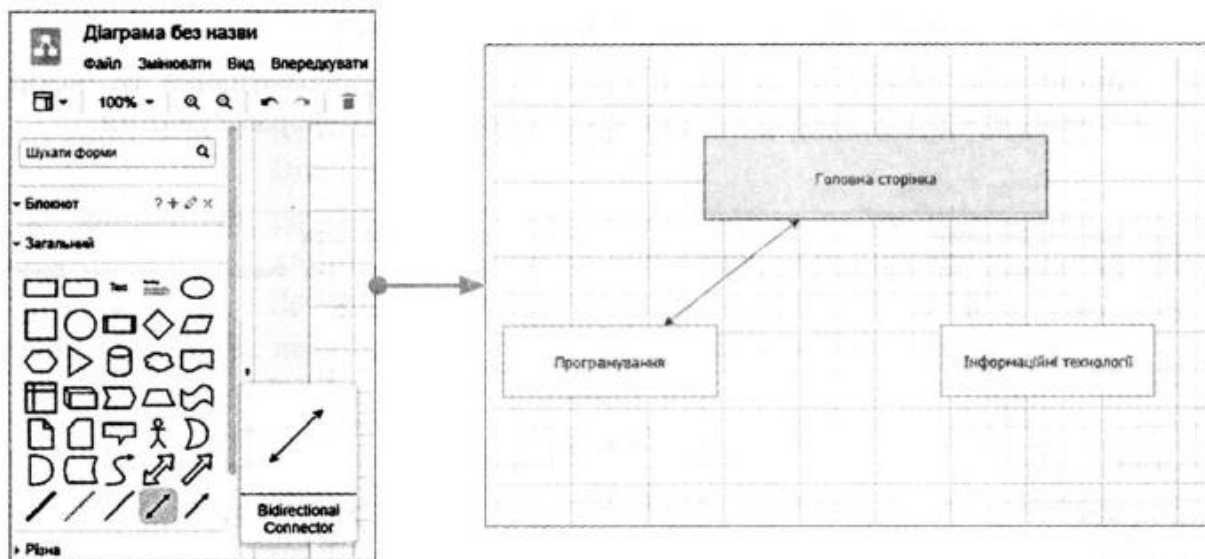 Діаграма без назви
Файл Змінювати Вид Впередкувати
100%
Шукати форми
Блокнот ? + ×
Загальний
Text
Bidirectional
Connector
Різна
Головна сторінка
Програмування
Інформаційні технології